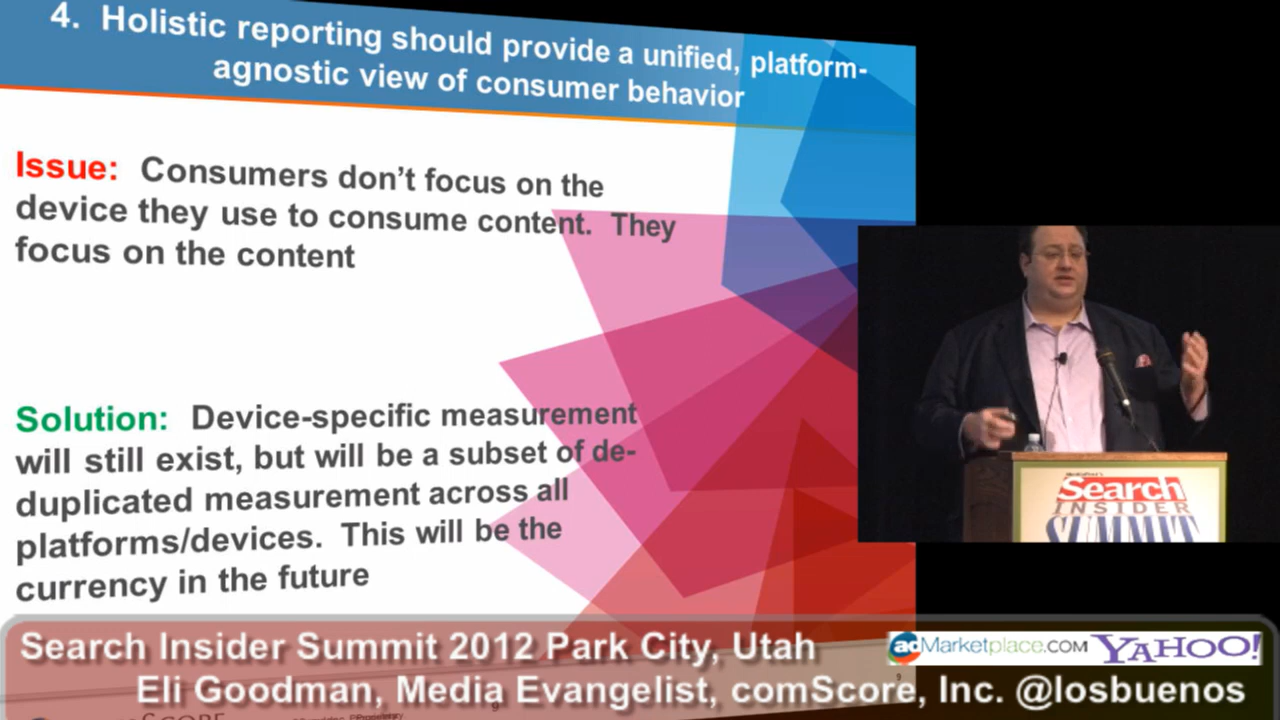 4. Holistic reporting should provide a unified, platform-
agnostic view of consumer behavior
Issue: Consumers don't focus on the
device they use to consume content. They
focus on the content
Solution: Device-specific measurement
will still exist, but will be a subset of de-
duplicated measurement across all
platforms/devices. This will be the
currency in the future
Search
INSIDER
SUMMIT
Search Insider Summit 2012 Park City, Utah
adMarketplace.COM YAHOO!
Eli Goodman, Media Evangelist, comScore, Inc. @losbuenos
9